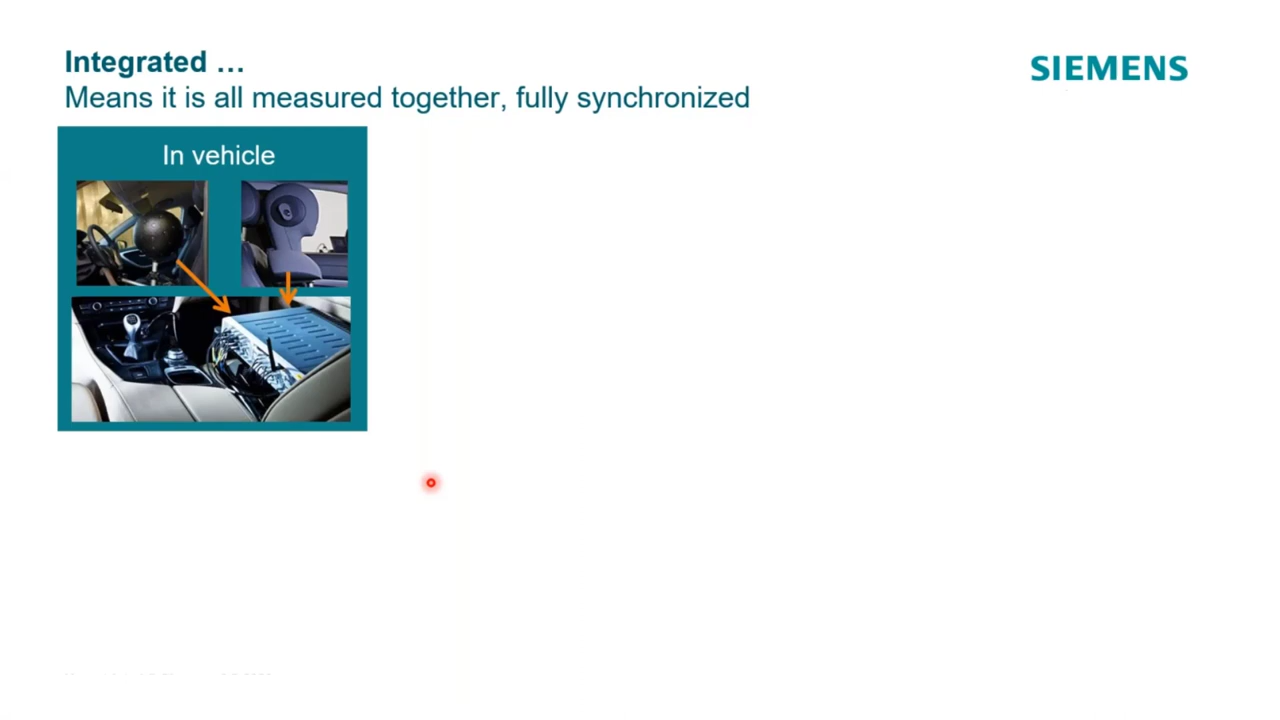 Integrated …
SIEMENS
Means it is all measured together, fully synchronized
In vehicle